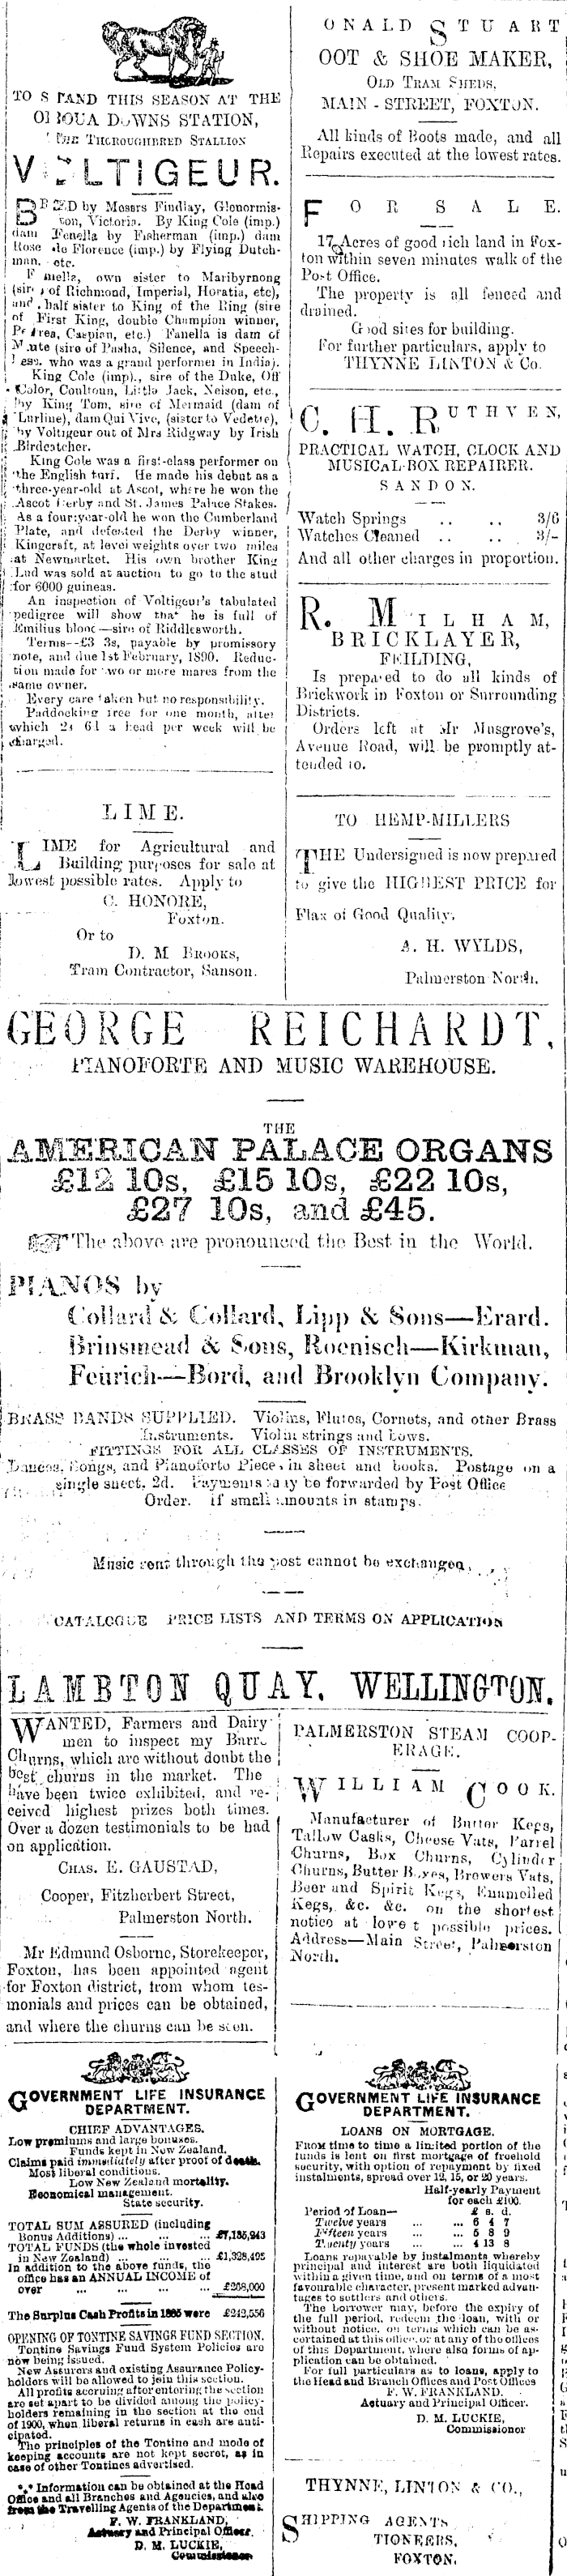 TO STAND THIS SEASON AT THE
OROUA DOWNS STATION,
THE THOROUGHBRED STALLION
VOLTIGEUR.
BRED by Messrs Findlay, Glenormis-
ton, Victoria. By King Cole (imp.)
dam Fenella by Fisherman (imp.) dam
Rose de Florence (imp.) by Flying Dutch-
man, etc.
Fenella, own sister to Maribyrnong
(sire of Richmond, Imperial, Horatia, etc),
and half sister to King of the Ring (sire
of First King, double Champion winner,
Petrea, Caspian, etc.) Fanella is dam of
Mute (sire of Pasha, Silence, and Speech-
less, who was a grand performer in India).
King Cole (imp.), sire of the Duke, Off
Color, Coultoun, Little Jack, Neison, etc.,
by King Tom, sire of Mermaid (dam of
Lurline), dam Qui Vive, (sister to Vedette),
by Voltigeur out of Mrs Ridgway by Irish
Birdcatcher.
King Cole was a first-class performer on
the English turf. He made his debut as a
three-year-old at Ascot, where he won the
Ascot Derby and St. James Palace Stakes.
As a four-year-old he won the Cumberland
Plate, and defeated the Derby winner,
Kingcraft, at level weights over two miles
at Newmarket. His own brother King
Lud was sold at auction to go to the stud
for 6000 guineas.
An inspection of Voltigeur's tabulated
pedigree will show that he is full of
Emilius blood—sire of Riddlesworth.
Terms—£3 3s, payable by promissory
note, and due 1st February, 1890. Reduc-
tion made for two or more mares from the
same owner.
Every care taken but no responsibility.
Paddocking free for one month, after
which 2s 6d a head per week will be
charged.
LIME.
LIME for Agricultural and
Building purposes for sale at
lowest possible rates. Apply to
C. HONORE,
Foxton.
Or to
D. M BROOKS,
Tram Contractor, Sanson.
ONALD STUART
OOT & SHOE MAKER,
OLD TRAM SHEDS,
MAIN - STREET, FOXTON.
All kinds of Boots made, and all
Repairs executed at the lowest rates.
FOR SALE.
17 Acres of good rich land in Fox-
ton within seven minutes walk of the
Post Office.
The property is all fenced and
drained.
Good sites for building.
For further particulars, apply to
THYNNE LINTON & Co.
C. H. RUTHVEN,
PRACTICAL WATCH, CLOCK AND
MUSICAL-BOX REPAIRER.
SANDON.
Watch Springs .. .. 3/6
Watches Cleaned .. .. 3/-
And all other charges in proportion.
R. MILHAM,
BRICKLAYER,
FEILDING,
Is prepared to do all kinds of
Brickwork in Foxton or Surrounding
Districts.
Orders left at Mr Musgrove's,
Avenue Road, will be promptly at-
tended to.
TO HEMP-MILLERS
THE Undersigned is now prepared
to give the HIGHEST PRICE for
Flax of Good Quality.
A. H. WYLDS,
Palmerston North.
GEORGE REICHARDT,
PIANOFORTE AND MUSIC WAREHOUSE.
THE
AMERICAN PALACE ORGANS
£12 10s, £15 10s, £22 10s,
£27 10s, and £45.
The above are pronounced the Best in the World.
PIANOS by
Collard & Collard, Lipp & Sons—Erard.
Brinsmead & Sons, Roenisch—Kirkman,
Feurich—Bord, and Brooklyn Company.
BRASS BANDS SUPPLIED. Violins, Flutes, Cornets, and other Brass
Instruments. Violin strings and bows.
FITTINGS FOR ALL CLASSES OF INSTRUMENTS.
Dances, Songs, and Pianoforte Pieces in sheet and books. Postage on a
single sheet, 2d. Payments may be forwarded by Post Office
Order. if small amounts in stamps.
Music sent through the post cannot be exchanged.
CATALOGUE PRICE LISTS AND TERMS ON APPLICATION
LAMBTON QUAY, WELLINGTON.
WANTED, Farmers and Dairy
men to inspect my Barrel
Churns, which are without doubt the
best churns in the market. The
have been twice exhibited, and re-
ceived highest prizes both times.
Over a dozen testimonials to be had
on application.
CHAS. E. GAUSTAD,
Cooper, Fitzherbert Street,
Palmerston North.
Mr Edmund Osborne, Storekeeper,
Foxton, has been appointed agent
for Foxton district, from whom tes-
monials and prices can be obtained,
and where the churns can be seen.
PALMERSTON STEAM COOP-
ERAGE.
WILLIAM COOK.
Manufacturer of Butter Kegs,
Tallow Casks, Cheese Vats, Barrel
Churns, Box Churns, Cylinder
Churns, Butter Boxes, Brewers Vats,
Beer and Spirit Kegs, Enamelled
Kegs, &c. &c. on the shortest
notice at lowest possible prices.
Address—Main Street, Palmerston
North.
GOVERNMENT LIFE INSURANCE
DEPARTMENT.
CHIEF ADVANTAGES.
Low premiums and large bonuses.
Funds kept in New Zealand.
Claims paid immediately after proof of death.
Most liberal conditions.
Low New Zealand mortality.
Economical management.
State security.
TOTAL SUM ASSURED (including
Bonus Additions) ... ... ... £7,185,943
TOTAL FUNDS (the whole invested
in New Zealand) ... ... ... £1,328,495
In addition to the above funds, the
office has an ANNUAL INCOME of
over ... ... ... ... £258,000
The Surplus Cash Profits in 1885 were £242,556
OPENING OF TONTINE SAVINGS FUND SECTION.
Tontine Savings Fund System Policies are
now being issued.
New Assurors and existing Assurance Policy-
holders will be allowed to join this section.
All profits accruing after entering the section
are set apart to be divided among the policy-
holders remaining in the section at the end
of 1900, when liberal returns in cash are anti-
cipated.
The principles of the Tontine and mode of
keeping accounts are not kept secret, as in
case of other Tontines advertised.
*** Information can be obtained at the Head
Office and all Branches and Agencies, and also
from the Travelling Agents of the Department.
F. W. FRANKLAND,
Actuary and Principal Officer.
D. M. LUCKIE,
Commissioner
GOVERNMENT LIFE INSURANCE
DEPARTMENT.
LOANS ON MORTGAGE.
FROM time to time a limited portion of the
funds is lent on first mortgage of freehold
security, with option of repayment by fixed
instalments, spread over 12, 15, or 20 years.
Half-yearly Payment
for each £100.
Period of Loan— £ s. d.
Twelve years ... ... 6 4 7
Fifteen years ... ... 5 8 9
Twenty years ... ... 4 13 8
Loans repayable by instalments whereby
principal and interest are both liquidated
within a given time, and on terms of a most
favourable character, present marked advan-
tages to settlers and others.
The borrower may, before the expiry of
the full period, redeem the loan, with or
without notice, on terms which can be as-
certained at this office, or at any of the offices
of this Department, where also forms of ap-
plication can be obtained.
For full particulars as to loans, apply to
the Head and Branch Offices and Post Offices
F. W. FRANKLAND.
Actuary and Principal Officer.
D. M. LUCKIE,
Commissioner
THYNNE, LINTON & CO.,
SHIPPING AGENTS
TIONEERS,
FOXTON,